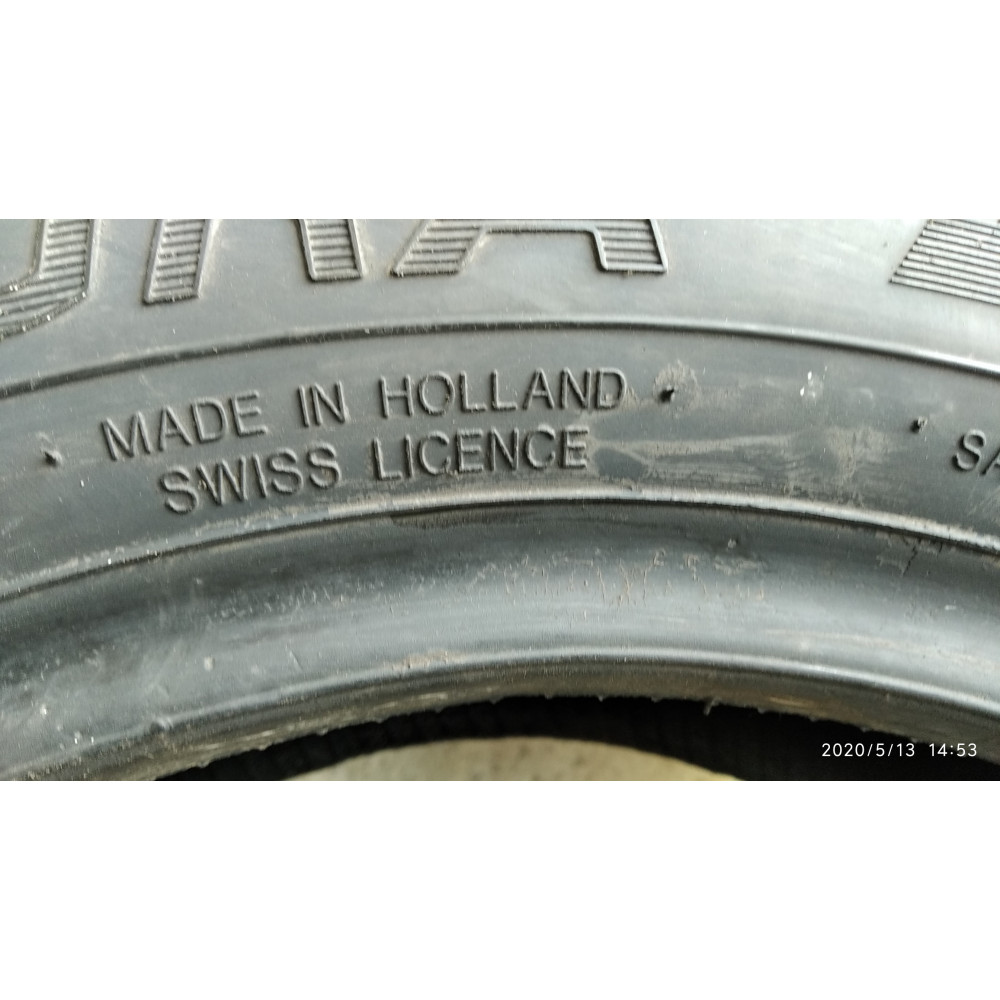 MADE IN HOLLAND
SWISS LICENCE
2020/5/13 14:53